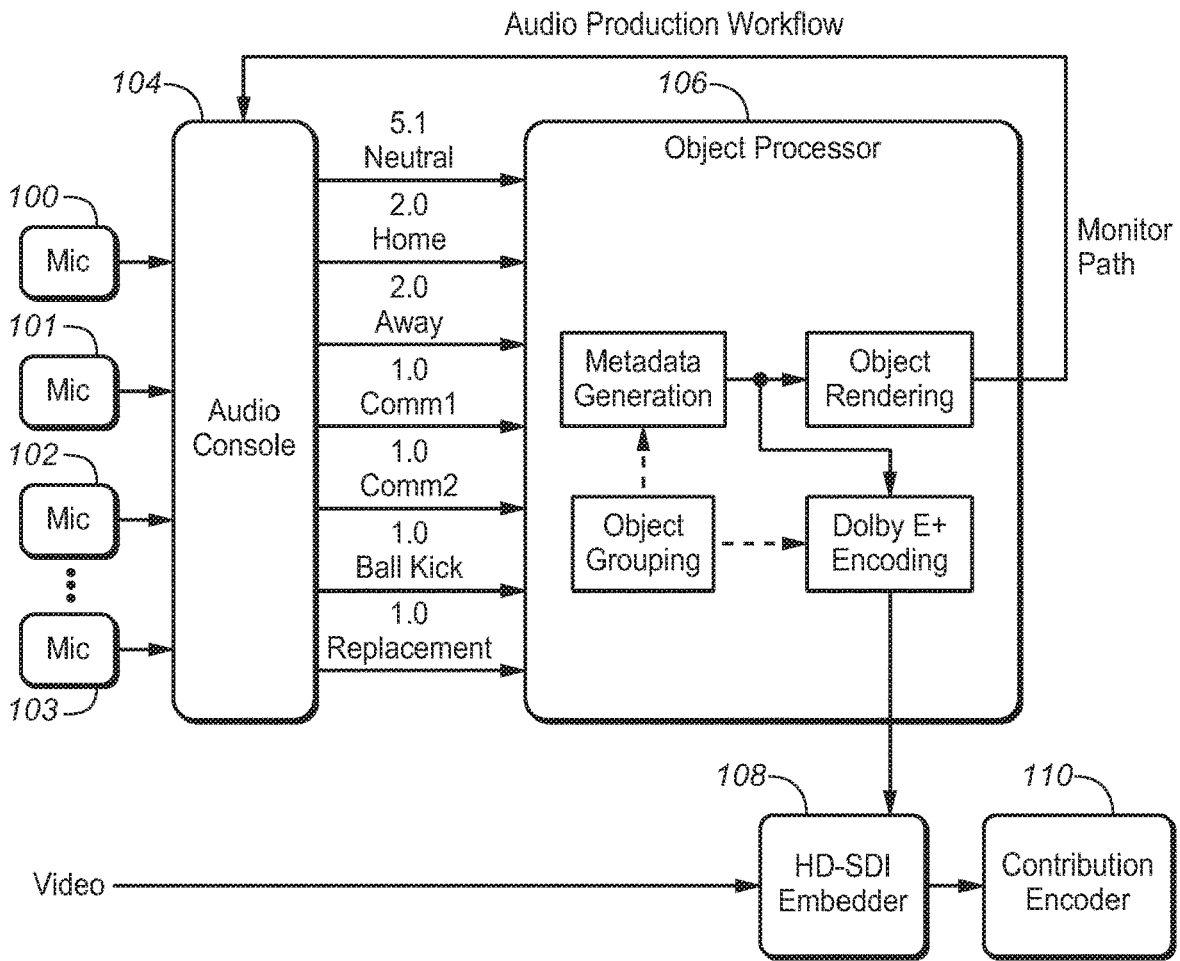 Audio Production Workflow
104
106
5.1
Neutral
Object Processor
100
Mic
2.0
Home
Monitor
Path
2.0
Away
101
Mic
Metadada
Generation
Object
Rendering
1.0
Comm1
Audio
Console
102
Mic
1.0
Comm2
Object
Grouping
Dolby E+
Encoding
1.0
Ball Kick
Mic
103
1.0
Replacement
108
110
Video
HD-SDI
Embedder
Contribution
Encoder